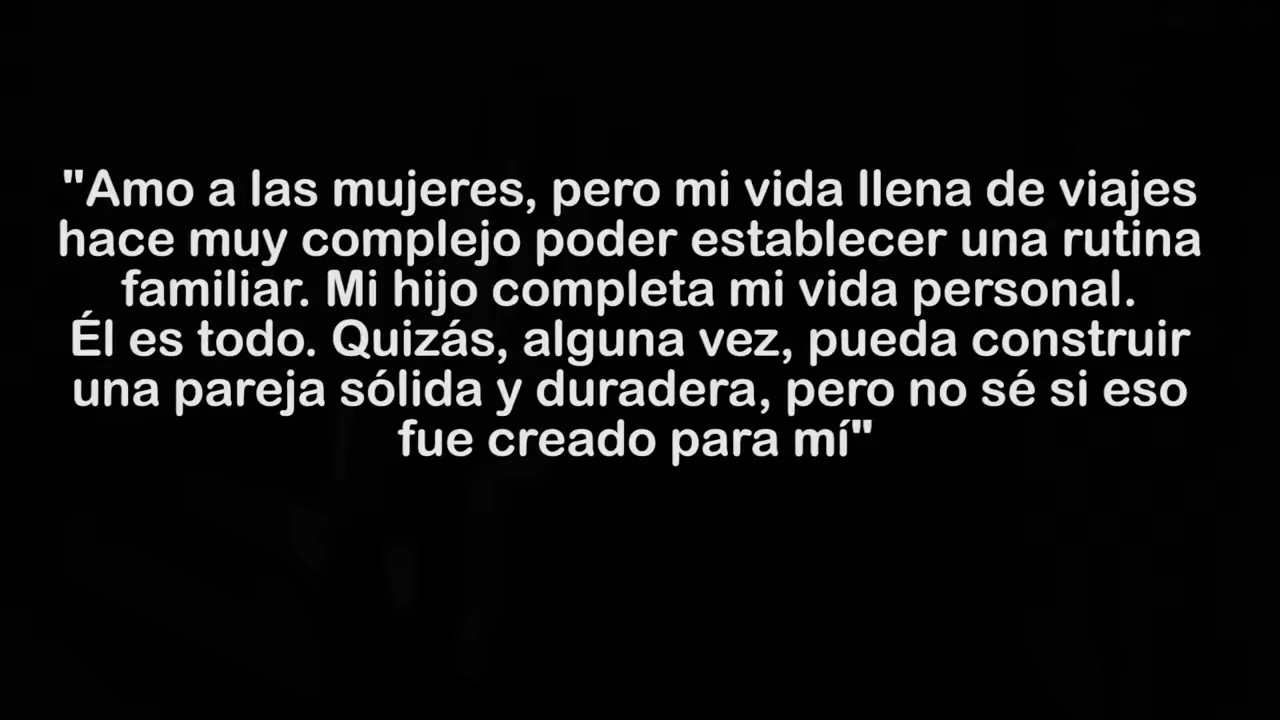 "Amo a las mujeres, pero mi vida llena de viajes
hace muy complejo poder establecer una rutina
familiar. Mi hijo completa mi vida personal.
Él es todo. Quizás, alguna vez, pueda construir
una pareja sólida y duradera, pero no sé si eso
fue creado para mí"